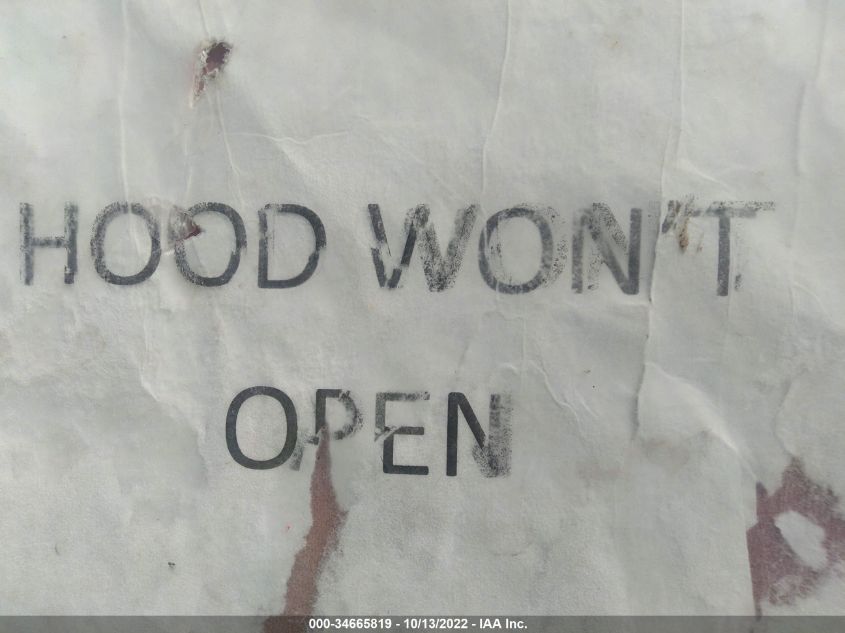 HOOD WON'T
OPEN
000-34665819 - 10/13/2022 - IAA Inc.